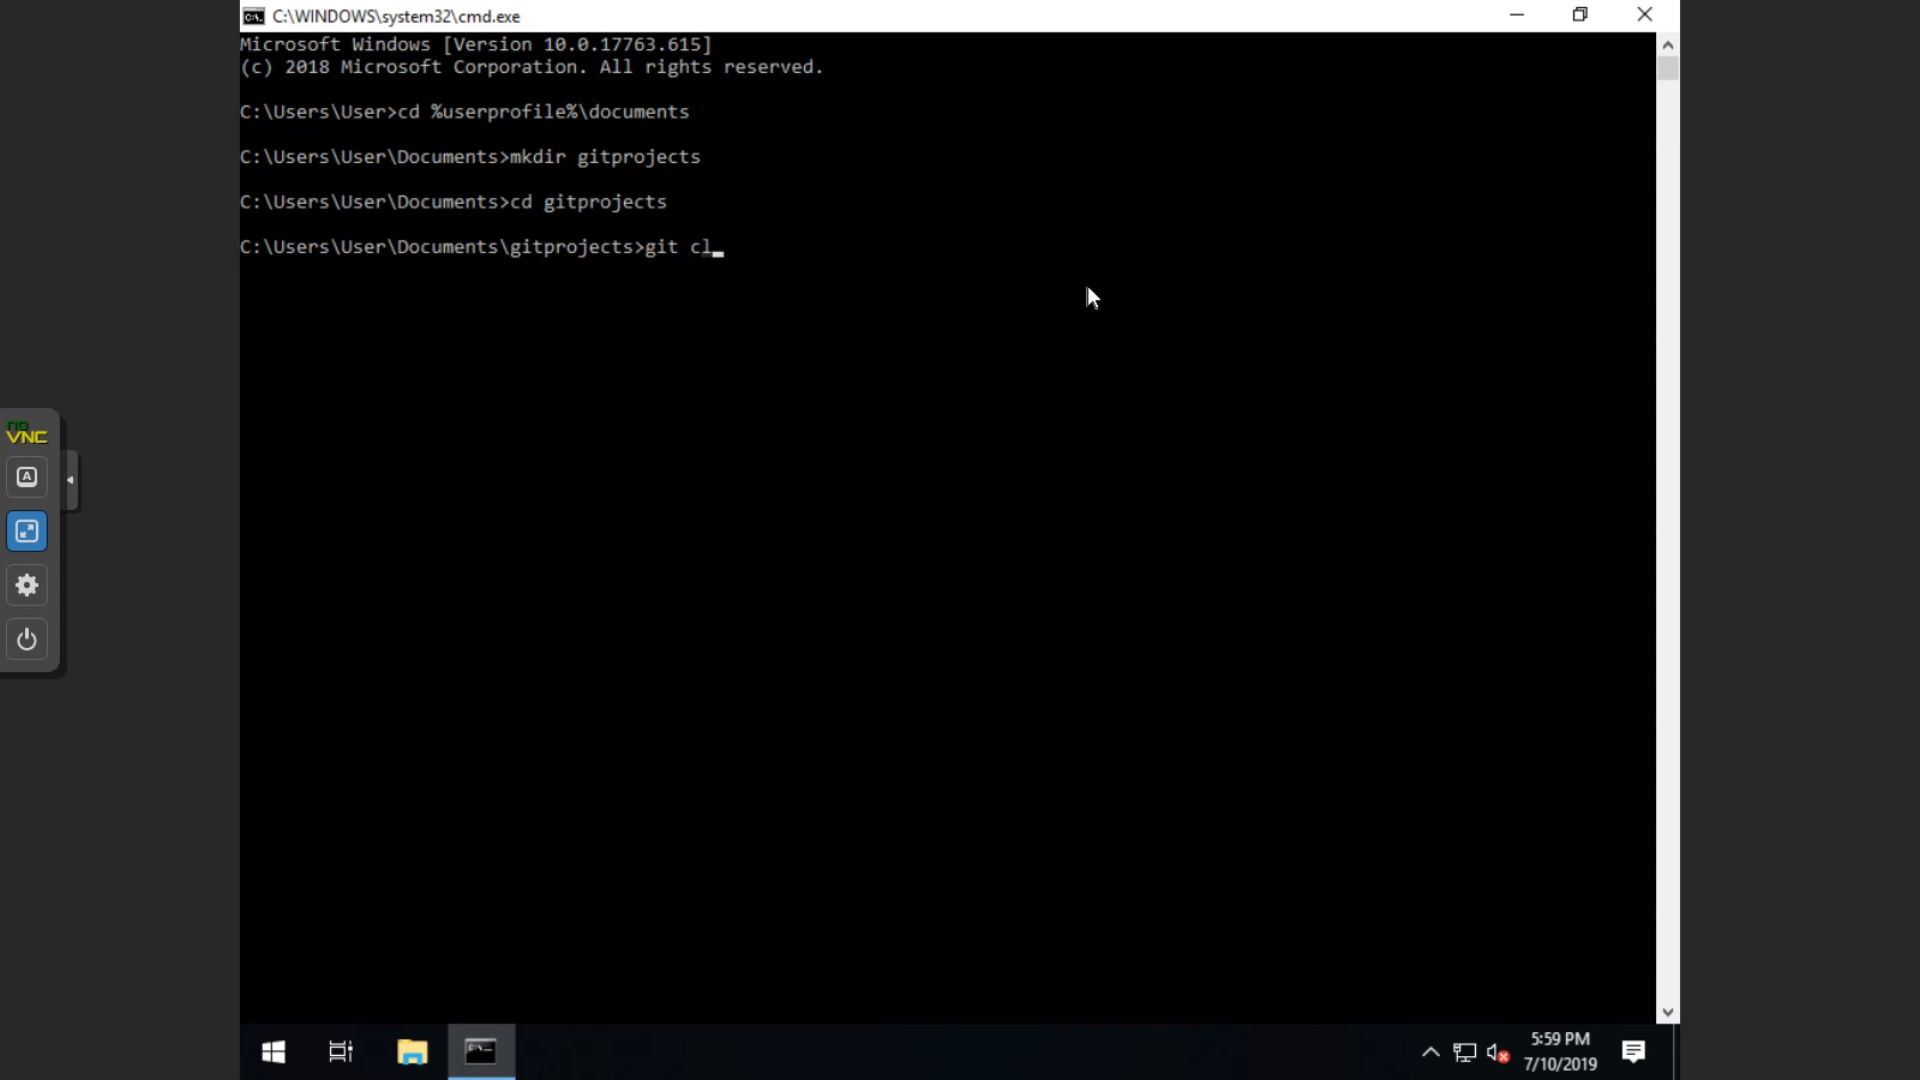 C:\WINDOWS\system32\cmd.exe
Microsoft Windows [Version 10.0.17763.615]
(c) 2018 Microsoft Corporation. All rights reserved.
C:\Users\User>cd %userprofile%\documents
C:\Users\User\Documents>mkdir gitprojects
C:\Users\User\Documents>cd gitprojects
C:\Users\User\Documents\gitprojects>git cl_
no
VNC
A
5:59 PM
7/10/2019